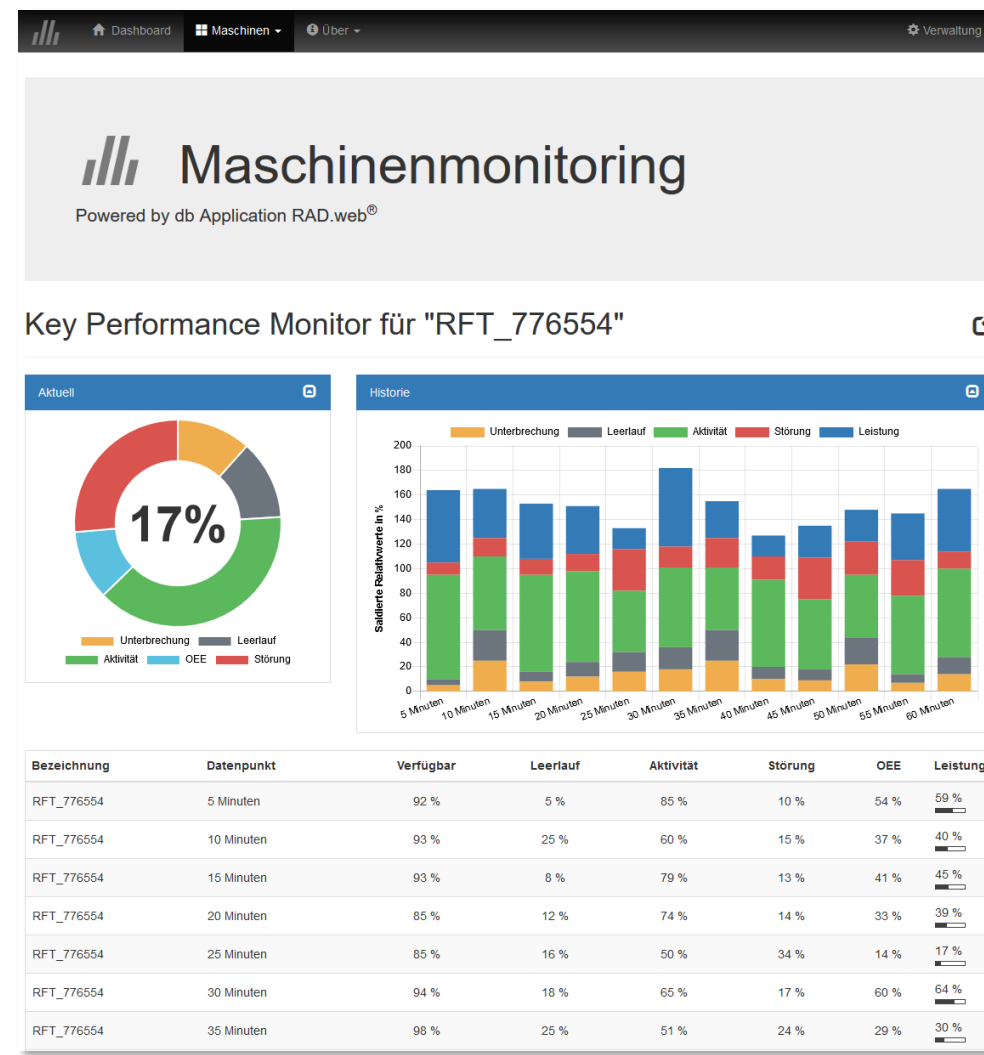 Dashboard Maschinen Über Verwaltung
Maschinenmonitoring
Powered by db Application RAD.web®
Key Performance Monitor für "RFT_776554"
Aktuell
17%
Unterbrechung Leerlauf
Aktivität OEE Störung
Historie
Unterbrechung Leerlauf Aktivität Störung Leistung
Saldierte Relativwerte in %
200
180
160
140
120
100
80
60
40
20
0
5 Minuten 10 Minuten 15 Minuten 20 Minuten 25 Minuten 30 Minuten 35 Minuten 40 Minuten 45 Minuten 50 Minuten 55 Minuten 60 Minuten
Bezeichnung Datenpunkt Verfügbar Leerlauf Aktivität Störung OEE Leistung
RFT_776554 5 Minuten 92 % 5 % 85 % 10 % 54 % 59 %
RFT_776554 10 Minuten 93 % 25 % 60 % 15 % 37 % 40 %
RFT_776554 15 Minuten 93 % 8 % 79 % 13 % 41 % 45 %
RFT_776554 20 Minuten 85 % 12 % 74 % 14 % 33 % 39 %
RFT_776554 25 Minuten 85 % 16 % 50 % 34 % 14 % 17 %
RFT_776554 30 Minuten 94 % 18 % 65 % 17 % 60 % 64 %
RFT_776554 35 Minuten 98 % 25 % 51 % 24 % 29 % 30 %